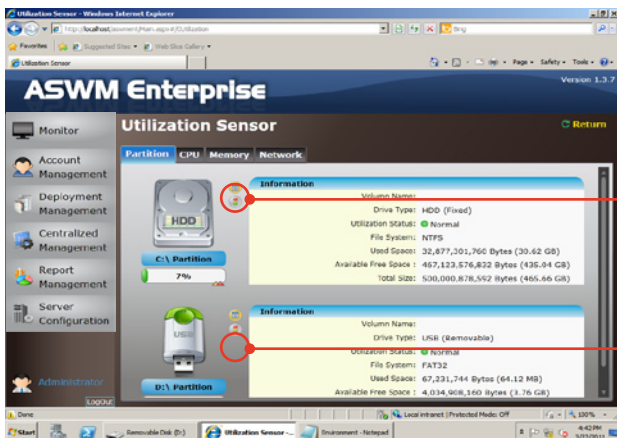 Utilization Sensor - Windows Internet Explorer
Favorites Suggested Sites Web Slice Gallery
Utilization Sensor
Page Safety Tools
ASWM Enterprise
Version 1.3.7
Monitor
Account Management
Deployment Management
Centralized Management
Report Management
Server Configuration
Administrator
Logout
Utilization Sensor
Return
Partition CPU Memory Network
HDD
C:\ Partition
7%
Information
Volumn Name:
Drive Type: HDD (Fixed)
Utilization Status: Normal
File System: NTFS
Used Space: 32,877,301,760 Bytes (30.62 GB)
Available Free Space : 467,123,576,832 Bytes (435.04 GB)
Total Size: 500,000,878,592 Bytes (465.66 GB)
USB
D:\ Partition
Information
Volumn Name:
Drive Type: USB (Removable)
Utilization Status: Normal
File System: FAT32
Used Space: 67,231,744 Bytes (64.12 MB)
Available Free Space : 4,034,908,160 Bytes (3.76 GB)
Done
Local intranet | Protected Mode: Off
100%
Start
Removable Disk (D:)
Utilization Sensor -...
Environment - Notepad
4:42 PM